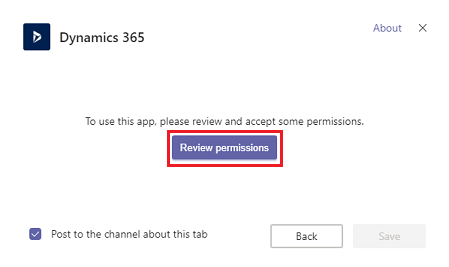 Dynamics 365
About
To use this app, please review and accept some permissions.
Review permissions
Post to the channel about this tab
Back
Save